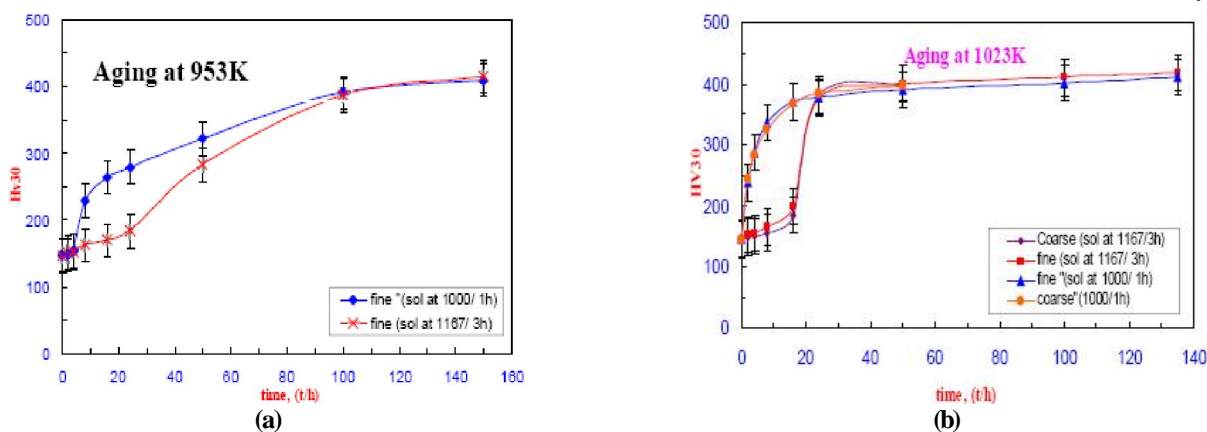 500
400
300
200
100
0
Hv30
Aging at 953K
fine "(sol at 1000/ 1h)
fine (sol at 1167/ 3h)
0 20 40 60 80 100 120 140 160
time, (t/h)
(a)
500
400
300
200
100
0
HV30
Aging at 1023K
Coarse (sol at 1167/3h)
fine (sol at 1167/ 3h)
fine "(sol at 1000/ 1h)
coarse"(1000/1h)
0 20 40 60 80 100 120 140
time, (t/h)
(b)